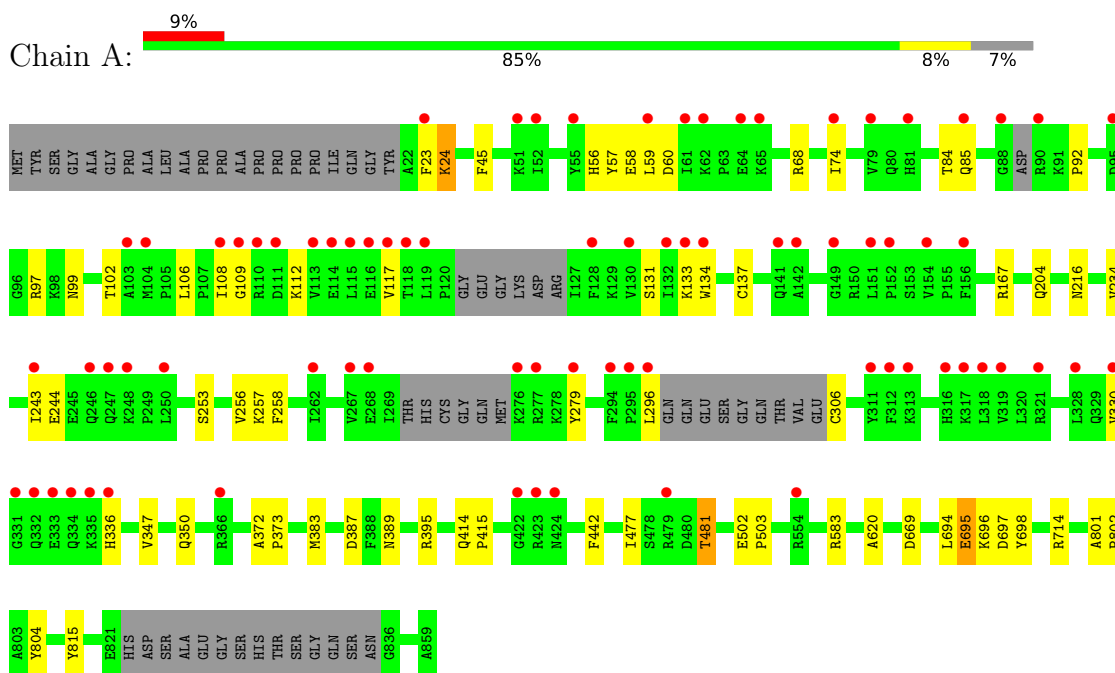 9%
Chain A:
85% 8% 7%
MET TYR SER GLY ALA GLY PRO ALA LEU ALA PRO PRO ALA PRO PRO PRO PRO ILE GLN GLY TYR A22 F23 K24 F45 K51 I52 Y55 H56 Y57 E58 L59 D60 I61 K62 P63 E64 K65 R68 I74 V79 Q80 H81 T84 Q85 G88 ASP R90 K91 P92 D95
G96 R97 K98 N99 T102 A103 M104 P105 L106 P107 I108 G109 R110 D111 K112 V113 E114 L115 E116 V117 T118 L119 P120 GLY GLU GLY LYS ASP ARG I127 F128 K129 V130 S131 I132 K133 W134 C137 Q141 A142 G149 R150 L151 P152 S153 V154 P155 F156 R167 Q204 N216 V234
I243 E244 E245 Q246 Q247 K248 P249 L250 S253 V256 K257 F258 I262 V267 E268 I269 THR HIS CYS GLY GLN MET K276 R277 K278 Y279 F294 P295 L296 GLN GLN GLU SER GLY GLN THR VAL GLU C306 Y311 F312 K313 H316 K317 L318 V319 L320 R321 L328 Q329 V330
G331 Q332 E333 Q334 K335 H336 V347 Q350 R366 A372 P373 M383 D387 F388 N389 R395 Q414 P415 G422 R423 N424 F442 I477 S478 R479 D480 T481 E502 P503 R554 R583 A620 D669 L694 E695 K696 D697 Y698 R714 A801 R802
A803 Y804 Y815 E821 HIS ASP SER ALA GLU GLY SER HIS THR SER GLY GLN SER ASN G836 A859